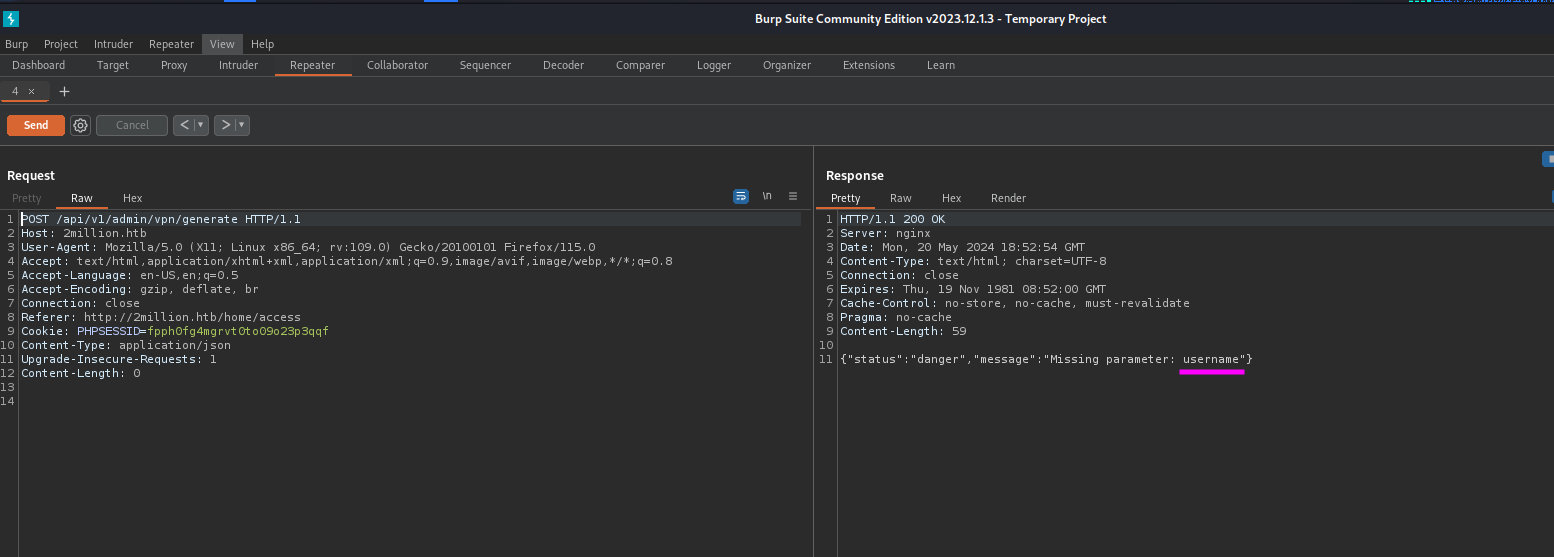 Burp Suite Community Edition v2023.12.1.3 - Temporary Project
Burp Project Intruder Repeater View Help
Dashboard Target Proxy Intruder Repeater Collaborator Sequencer Decoder Comparer Logger Organizer Extensions Learn
4 × +
Send Cancel < >
Request
Pretty Raw Hex \n
1 POST /api/v1/admin/vpn/generate HTTP/1.1
2 Host: 2million.htb
3 User-Agent: Mozilla/5.0 (X11; Linux x86_64; rv:109.0) Gecko/20100101 Firefox/115.0
4 Accept: text/html,application/xhtml+xml,application/xml;q=0.9,image/avif,image/webp,*/*;q=0.8
5 Accept-Language: en-US,en;q=0.5
6 Accept-Encoding: gzip, deflate, br
7 Connection: close
8 Referer: http://2million.htb/home/access
9 Cookie: PHPSESSID=fpph0fg4mgrvt0to09o23p3qqf
10 Content-Type: application/json
11 Upgrade-Insecure-Requests: 1
12 Content-Length: 0
13
14
Response
Pretty Raw Hex Render
1 HTTP/1.1 200 OK
2 Server: nginx
3 Date: Mon, 20 May 2024 18:52:54 GMT
4 Content-Type: text/html; charset=UTF-8
5 Connection: close
6 Expires: Thu, 19 Nov 1981 08:52:00 GMT
7 Cache-Control: no-store, no-cache, must-revalidate
8 Pragma: no-cache
9 Content-Length: 59
10
11 {"status":"danger","message":"Missing parameter: username"}